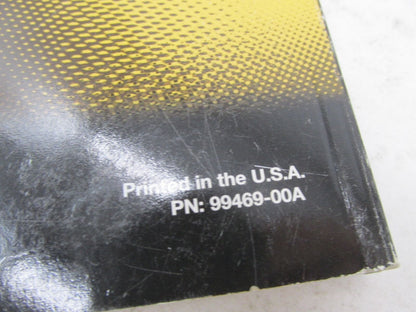 Printed in the U.S.A.
PN: 99469-00A